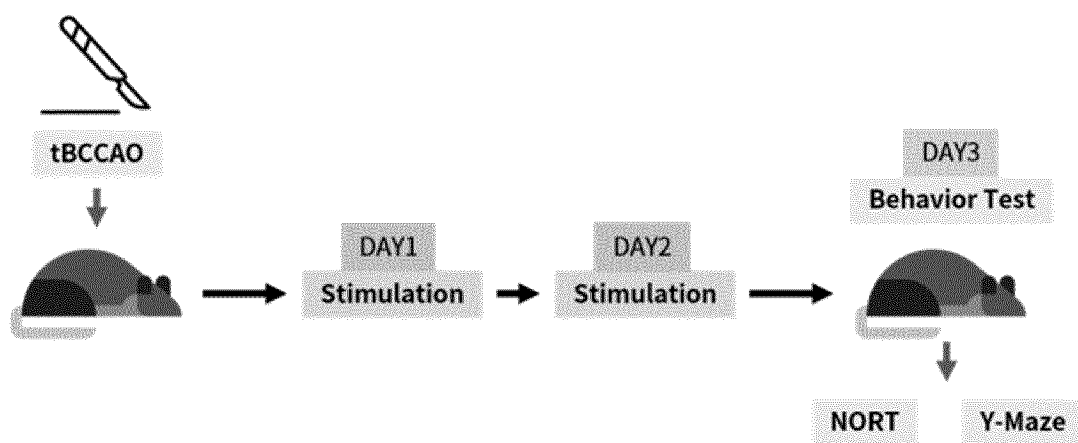 tBCCAO
DAY1
Stimulation
DAY2
Stimulation
DAY3
Behavior Test
NORT
Y-Maze